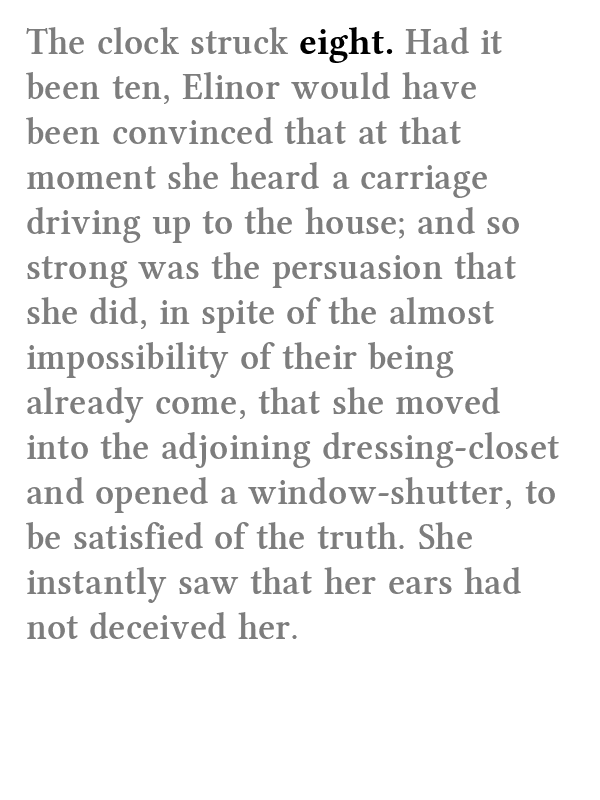 The clock struck eight. Had it
been ten, Elinor would have
been convinced that at that
moment she heard a carriage
driving up to the house; and so
strong was the persuasion that
she did, in spite of the almost
impossibility of their being
already come, that she moved
into the adjoining dressing-closet
and opened a window-shutter, to
be satisfied of the truth. She
instantly saw that her ears had
not deceived her.